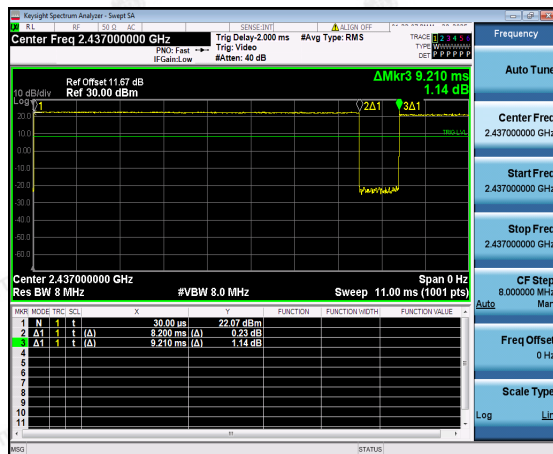 Keysight Spectrum Analyzer - Swept SA
RL RF 50 Ω AC SENSE:INT ALIGN OFF
Center Freq 2.437000000 GHz
PNO: Fast
IFGain:Low
Trig Delay-2.000 ms
Trig: Video
#Atten: 40 dB
#Avg Type: RMS
TRACE 1 2 3 4 5 6
TYPE WWWWWW
DET P P P P P P
Frequency
ΔMkr3 9.210 ms
1.14 dB
Ref Offset 11.67 dB
10 dB/div Ref 30.00 dBm
Log
20.0
10.0
0.00
-10.0
-20.0
-30.0
-40.0
-50.0
-60.0
1
2Δ1
3Δ1
TRIG LVL
Center 2.437000000 GHz Span 0 Hz
Res BW 8 MHz #VBW 8.0 MHz Sweep 11.00 ms (1001 pts)
MKR MODE TRC SCL X Y FUNCTION FUNCTION WIDTH FUNCTION VALUE
1 N 1 t 30.00 µs 22.07 dBm
2 Δ1 1 t (Δ) 8.200 ms (Δ) 0.23 dB
3 Δ1 1 t (Δ) 9.210 ms (Δ) 1.14 dB
4
5
6
7
8
9
10
11
MSG STATUS
Auto Tune
Center Freq
2.437000000 GHz
Start Freq
2.437000000 GHz
Stop Freq
2.437000000 GHz
CF Step
8.000000 MHz
Auto Man
Freq Offset
0 Hz
Scale Type
Log Lin